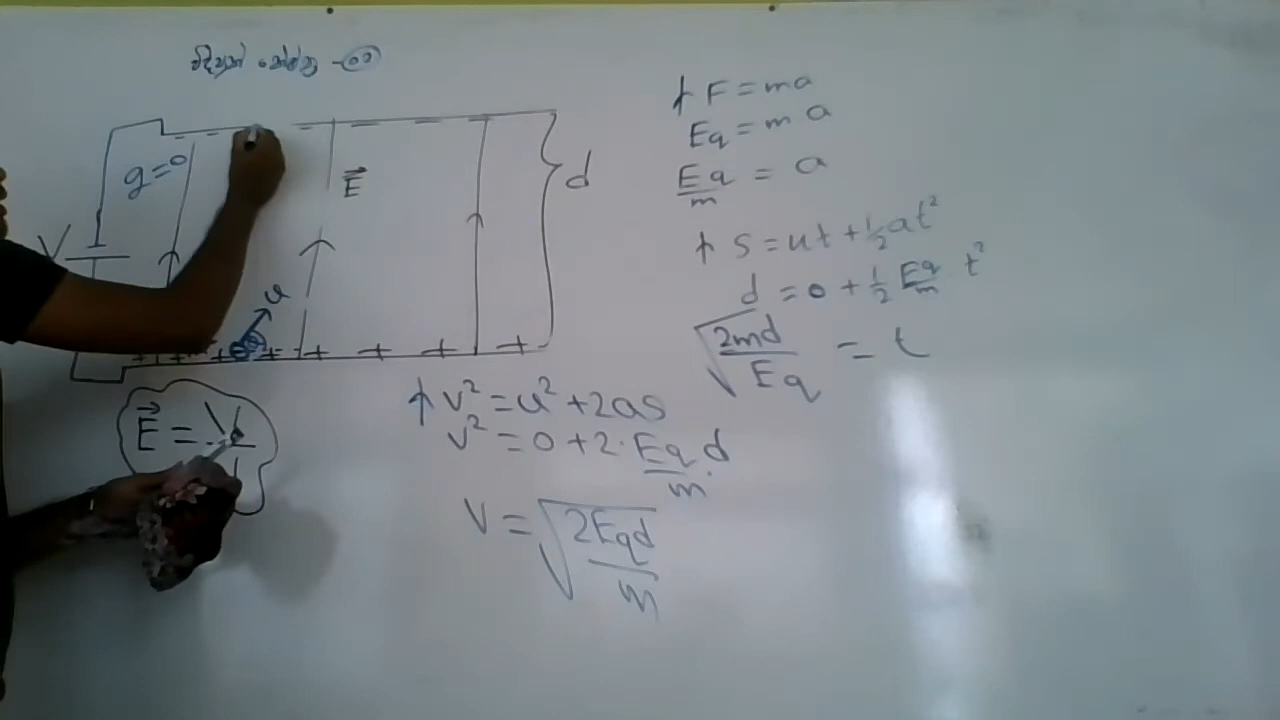 විද්‍යුත් ක්ෂේත්‍ර -02
g=0
V
E⃗
d
u
E⃗ = V
↑ F = ma
Eq = ma
Eq/m = a
↑ S = ut + ½at²
d = 0 + ½ Eq/m t²
√(2md/Eq) = t
↑ V² = u² + 2as
V² = 0 + 2·Eq/m·d
V = √(2Eqd/m)